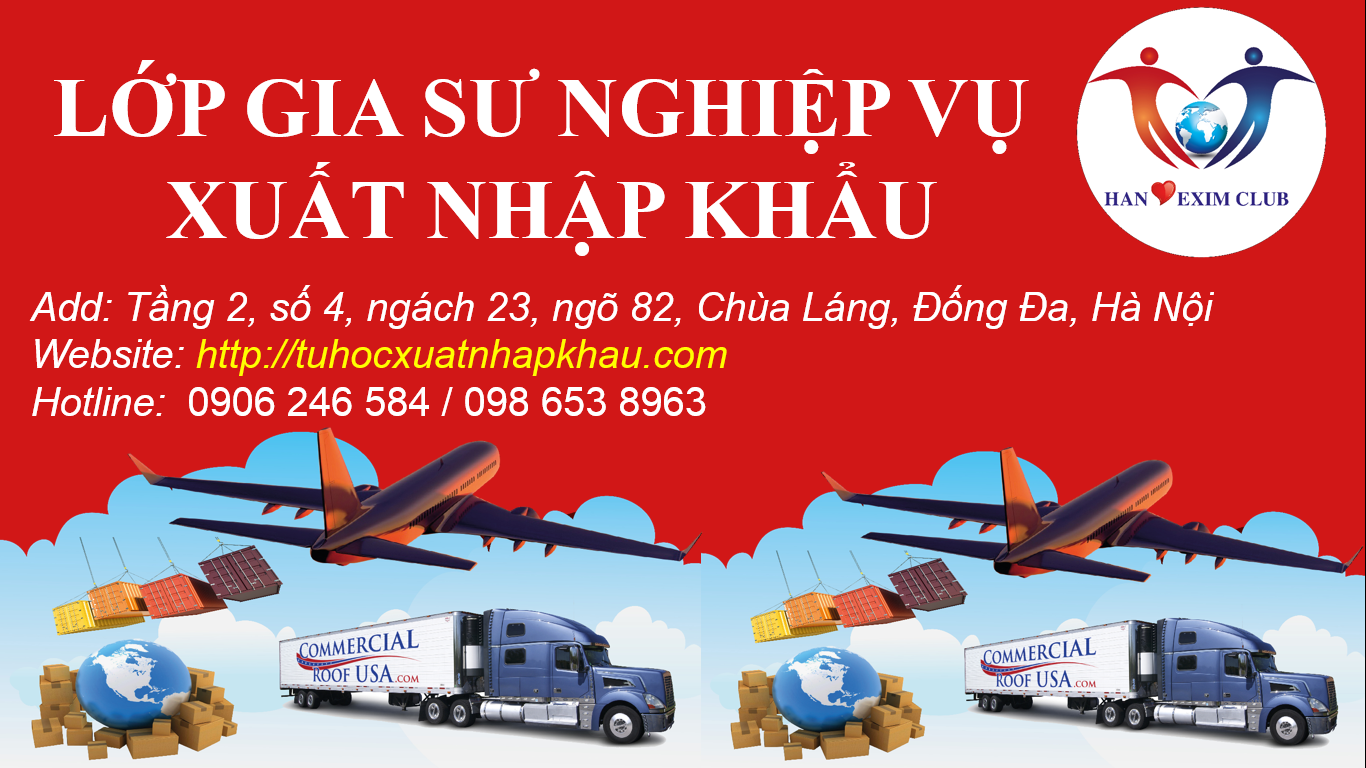 LỚP GIA SƯ NGHIỆP VỤ
XUẤT NHẬP KHẨU
HAN EXIM CLUB
Add: Tầng 2, số 4, ngách 23, ngõ 82, Chùa Láng, Đống Đa, Hà Nội
Website: http://tuhocxuatnhapkhau.com
Hotline: 0906 246 584 / 098 653 8963
COMMERCIAL
ROOF USA.COM
COMMERCIAL
ROOF USA.COM